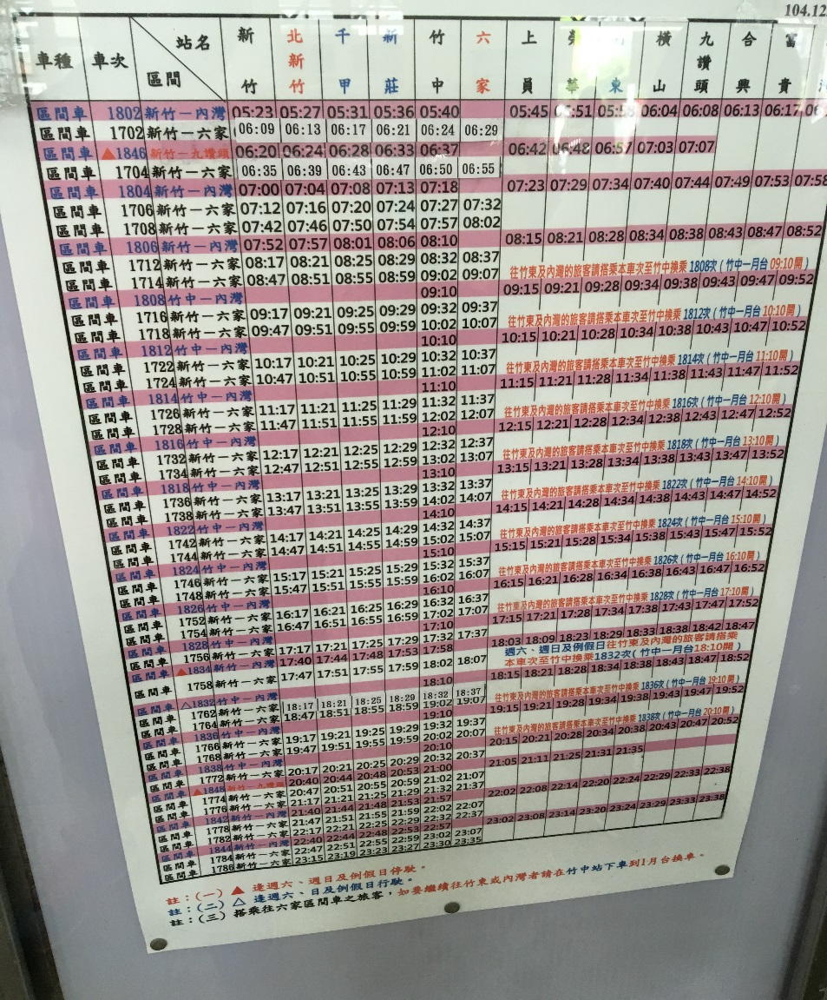 104.12
車種 車次 站名 區間 新竹 北新竹 千甲 新莊 竹中 六家 上員 榮華 竹東 橫山 九讚頭 合興 富貴
區間車 1802 新竹－內灣 05:23 05:27 05:31 05:36 05:40 05:45 05:51 05:58 06:04 06:08 06:13 06:17
區間車 1702 新竹－六家 06:09 06:13 06:17 06:21 06:24 06:29
區間車 ▲1846 新竹－九讚頭 06:20 06:24 06:28 06:33 06:37 06:42 06:48 06:57 07:03 07:07
區間車 1704 新竹－六家 06:35 06:39 06:43 06:47 06:50 06:55
區間車 1804 新竹－內灣 07:00 07:04 07:08 07:13 07:18 07:23 07:29 07:34 07:40 07:44 07:49 07:53 07:58
區間車 1706 新竹－六家 07:12 07:16 07:20 07:24 07:27 07:32
區間車 1708 新竹－六家 07:42 07:46 07:50 07:54 07:57 08:02
區間車 1806 新竹－內灣 07:52 07:57 08:01 08:06 08:10 08:15 08:21 08:28 08:34 08:38 08:43 08:47 08:52
區間車 1712 新竹－六家 08:17 08:21 08:25 08:29 08:32 08:37
區間車 1714 新竹－六家 08:47 08:51 08:55 08:59 09:02 09:07 往竹東及內灣的旅客請搭乘本車次至竹中換乘 1808次 (竹中一月台 09:10開)
區間車 1808 竹中－內灣 09:10 09:15 09:21 09:28 09:34 09:38 09:43 09:47 09:52
區間車 1716 新竹－六家 09:17 09:21 09:25 09:29 09:32 09:37
區間車 1718 新竹－六家 09:47 09:51 09:55 09:59 10:02 10:07 往竹東及內灣的旅客請搭乘本車次至竹中換乘 1812次 (竹中一月台 10:10開)
區間車 1812 竹中－內灣 10:10 10:15 10:21 10:28 10:34 10:38 10:43 10:47 10:52
區間車 1722 新竹－六家 10:17 10:21 10:25 10:29 10:32 10:37
區間車 1724 新竹－六家 10:47 10:51 10:55 10:59 11:02 11:07 往竹東及內灣的旅客請搭乘本車次至竹中換乘 1814次 (竹中一月台 11:10開)
區間車 1814 竹中－內灣 11:10 11:15 11:21 11:28 11:34 11:38 11:43 11:47 11:52
區間車 1726 新竹－六家 11:17 11:21 11:25 11:29 11:32 11:37
區間車 1728 新竹－六家 11:47 11:51 11:55 11:59 12:02 12:07 往竹東及內灣的旅客請搭乘本車次至竹中換乘 1816次 (竹中一月台 12:10開)
區間車 1816 竹中－內灣 12:10 12:15 12:21 12:28 12:34 12:38 12:43 12:47 12:52
區間車 1732 新竹－六家 12:17 12:21 12:25 12:29 12:32 12:37
區間車 1734 新竹－六家 12:47 12:51 12:55 12:59 13:02 13:07 往竹東及內灣的旅客請搭乘本車次至竹中換乘 1818次 (竹中一月台 13:10開)
區間車 1818 竹中－內灣 13:10 13:15 13:21 13:28 13:34 13:38 13:43 13:47 13:52
區間車 1736 新竹－六家 13:17 13:21 13:25 13:29 13:32 13:37
區間車 1738 新竹－六家 13:47 13:51 13:55 13:59 14:02 14:07 往竹東及內灣的旅客請搭乘本車次至竹中換乘 1822次 (竹中一月台 14:10開)
區間車 1822 竹中－內灣 14:10 14:15 14:21 14:28 14:34 14:38 14:43 14:47 14:52
區間車 1742 新竹－六家 14:17 14:21 14:25 14:29 14:32 14:37
區間車 1744 新竹－六家 14:47 14:51 14:55 14:59 15:02 15:07 往竹東及內灣的旅客請搭乘本車次至竹中換乘 1824次 (竹中一月台 15:10開)
區間車 1824 竹中－內灣 15:10 15:15 15:21 15:28 15:34 15:38 15:43 15:47 15:52
區間車 1746 新竹－六家 15:17 15:21 15:25 15:29 15:32 15:37
區間車 1748 新竹－六家 15:47 15:51 15:55 15:59 16:02 16:07 往竹東及內灣的旅客請搭乘本車次至竹中換乘 1826次 (竹中一月台 16:10開)
區間車 1826 竹中－內灣 16:10 16:15 16:21 16:28 16:34 16:38 16:43 16:47 16:52
區間車 1752 新竹－六家 16:17 16:21 16:25 16:29 16:32 16:37
區間車 1754 新竹－六家 16:47 16:51 16:55 16:59 17:02 17:07 往竹東及內灣的旅客請搭乘本車次至竹中換乘 1828次 (竹中一月台 17:10開)
區間車 1828 竹中－內灣 17:10 17:15 17:21 17:28 17:34 17:38 17:43 17:47 17:52
區間車 1756 新竹－六家 17:17 17:21 17:25 17:29 17:32 17:37
區間車 ▲1834 新竹－內灣 17:40 17:44 17:48 17:53 17:58 18:03 18:09 18:23 18:29 18:33 18:38 18:42 18:47
區間車 1758 新竹－六家 17:47 17:51 17:55 17:59 18:02 18:07 週六、週日及例假日往竹東及內灣的旅客請搭乘本車次至竹中換乘1832次 (竹中一月台18:10開)
區間車 △1832 竹中－內灣 18:10 18:15 18:21 18:28 18:34 18:38 18:43 18:47 18:52
區間車 1762 新竹－六家 18:17 18:21 18:25 18:29 18:32 18:37
區間車 1764 新竹－六家 18:47 18:51 18:55 18:59 19:02 19:07 往竹東及內灣的旅客請搭乘本車次至竹中換乘 1836次 (竹中一月台 19:10開)
區間車 1836 竹中－內灣 19:10 19:15 19:21 19:28 19:34 19:38 19:43 19:47 19:52
區間車 1766 新竹－六家 19:17 19:21 19:25 19:29 19:32 19:37
區間車 1768 新竹－六家 19:47 19:51 19:55 19:59 20:02 20:07 往竹東及內灣的旅客請搭乘本車次至竹中換乘 1838次 (竹中一月台 20:10開)
區間車 1838 竹中－內灣 20:10 20:15 20:21 20:28 20:34 20:38 20:43 20:47 20:52
區間車 1772 新竹－六家 20:17 20:21 20:25 20:29 20:32 20:37
區間車 ▲1848 新竹－九讚頭 20:40 20:44 20:48 20:53 21:00 21:05 21:11 21:25 21:31 21:35
區間車 1774 新竹－六家 20:47 20:51 20:55 20:59 21:02 21:07
區間車 1776 新竹－六家 21:17 21:21 21:25 21:29 21:32 21:37
區間車 1842 新竹－內灣 21:40 21:44 21:48 21:53 21:57 22:02 22:08 22:14 22:20 22:24 22:29 22:33 22:38
區間車 1778 新竹－六家 21:47 21:51 21:55 21:59 22:02 22:07
區間車 1782 新竹－六家 22:17 22:21 22:25 22:29 22:32 22:37
區間車 1844 新竹－內灣 22:40 22:44 22:48 22:53 22:57 23:02 23:08 23:14 23:20 23:24 23:29 23:33 23:38
區間車 1784 新竹－六家 22:47 22:51 22:55 22:59 23:02 23:07
區間車 1786 新竹－六家 23:15 23:19 23:23 23:27 23:30 23:35
註：(一) ▲ 逢週六、週日及例假日停駛。
註：(二) △ 逢週六、日及例假日行駛。
註：(三) 搭乘往六家區間車之旅客，如要繼續往竹東或內灣者請在竹中站下車到1月台換車。